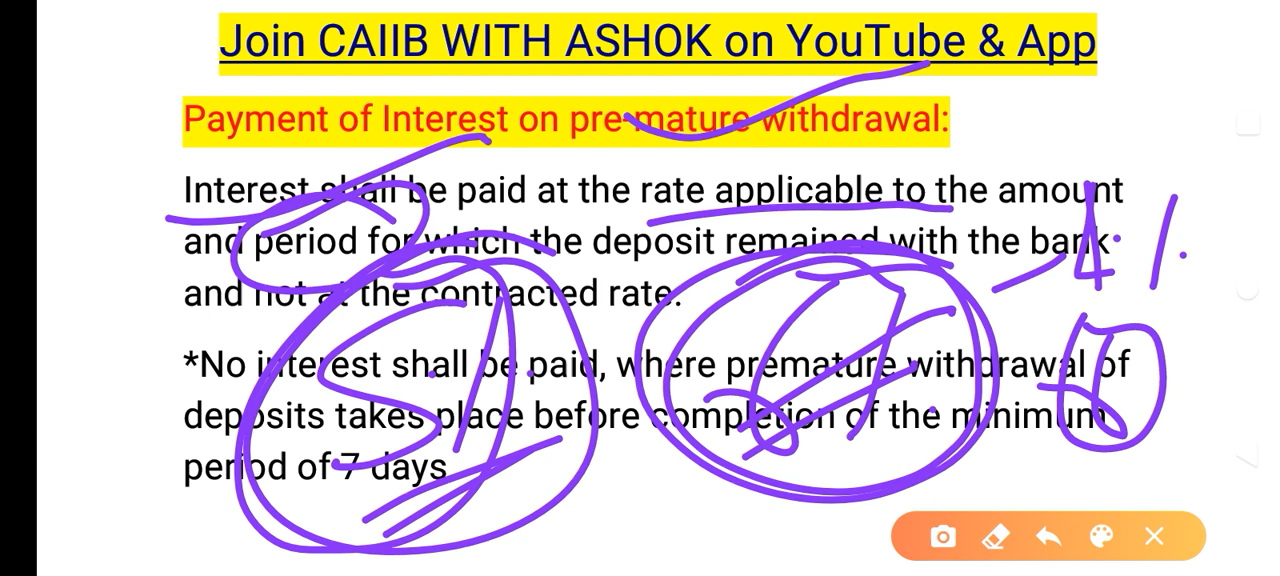 Join CAIIB WITH ASHOK on YouTube & App
Payment of Interest on pre-mature withdrawal:
Interest shall be paid at the rate applicable to the amount
and period for which the deposit remained with the bank
and not at the contracted rate.
*No interest shall be paid, where premature withdrawal of
deposits takes place before completion of the minimum
period of 7 days